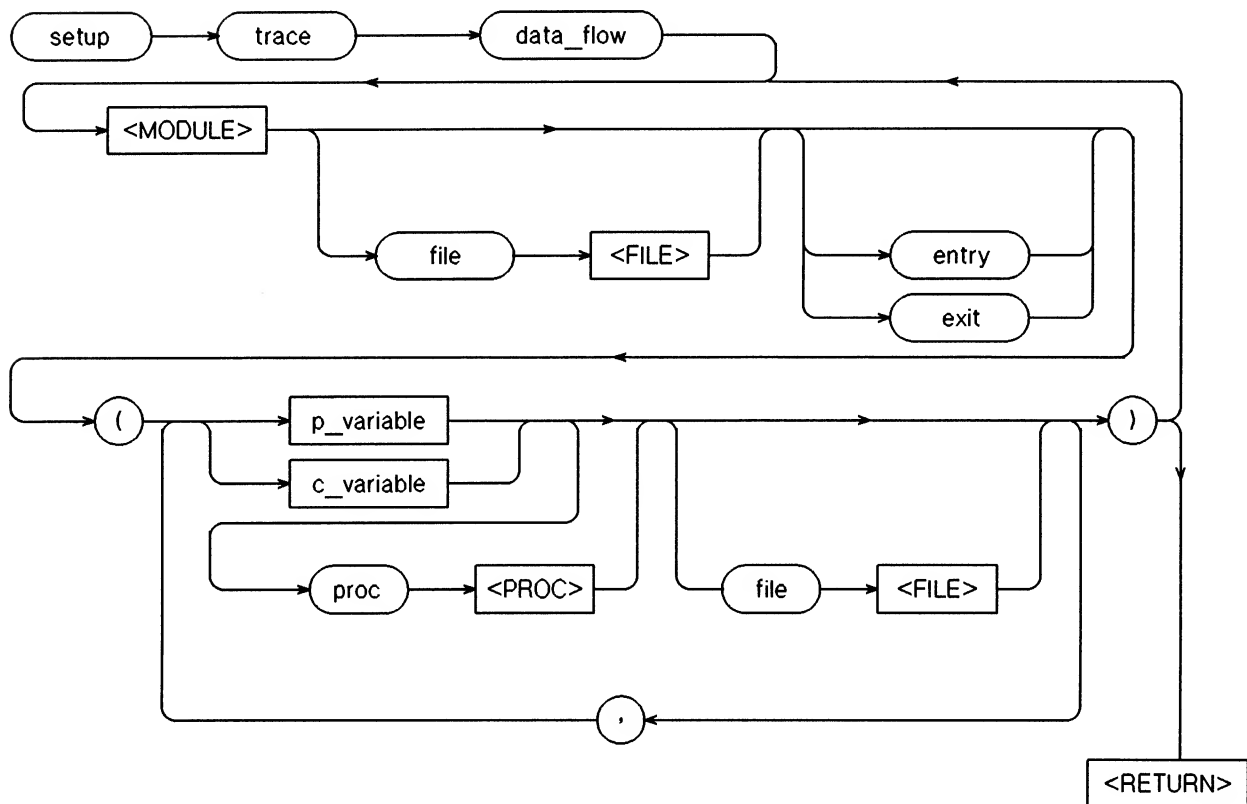 setup trace data_flow
<MODULE>
file <FILE> entry
exit
( p_variable )
c_variable
proc <PROC> file <FILE>
,
<RETURN>